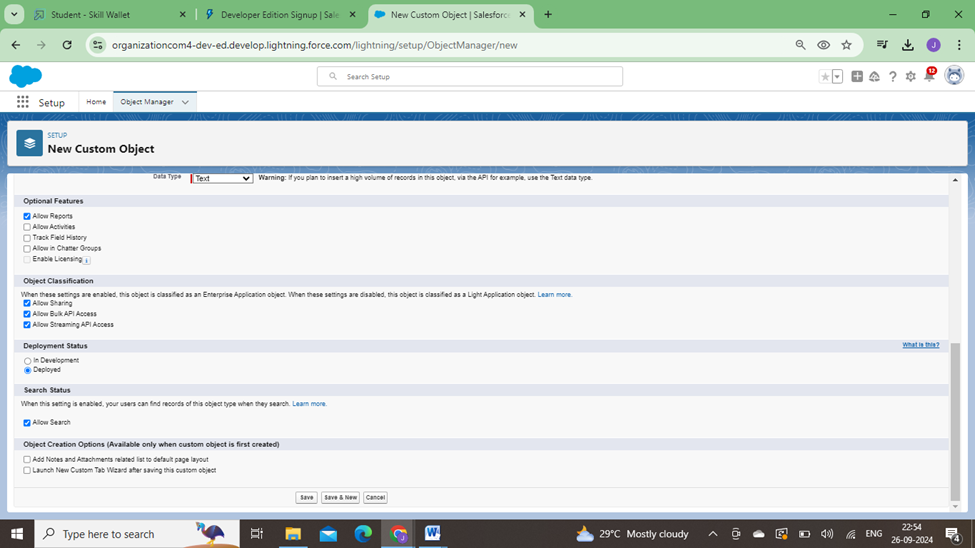 Student - Skill Wallet
Developer Edition Signup | Sale
New Custom Object | Salesforc
organizationcom4-dev-ed.develop.lightning.force.com/lightning/setup/ObjectManager/new
J
Search Setup
12
Setup
Home
Object Manager
SETUP
New Custom Object
Data Type
Text
Warning: If you plan to insert a high volume of records in this object, via the API for example, use the Text data type.
Optional Features
Allow Reports
Allow Activities
Track Field History
Allow in Chatter Groups
Enable Licensing i
Object Classification
When these settings are enabled, this object is classified as an Enterprise Application object. When these settings are disabled, this object is classified as a Light Application object. Learn more.
Allow Sharing
Allow Bulk API Access
Allow Streaming API Access
Deployment Status
What is this?
In Development
Deployed
Search Status
When this setting is enabled, your users can find records of this object type when they search. Learn more.
Allow Search
Object Creation Options (Available only when custom object is first created)
Add Notes and Attachments related list to default page layout
Launch New Custom Tab Wizard after saving this custom object
Save
Save & New
Cancel
Type here to search
29°C Mostly cloudy
ENG
22:54
26-09-2024
4